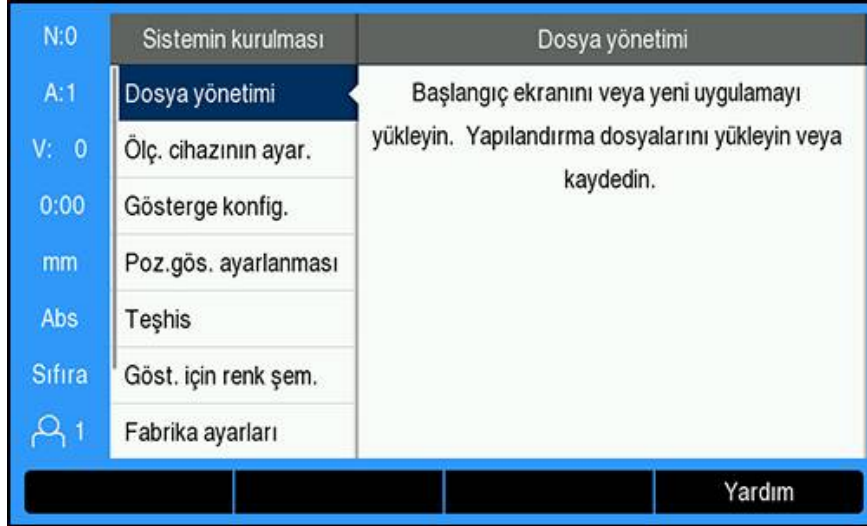 N:0
Sistemin kurulması
Dosya yönetimi
A:1
Dosya yönetimi
Başlangıç ekranını veya yeni uygulamayı
yükleyin. Yapılandırma dosyalarını yükleyin veya
kaydedin.
V: 0
Ölç. cihazının ayar.
0:00
Gösterge konfig.
mm
Poz.gös. ayarlanması
Abs
Teşhis
Sıfıra
Göst. için renk şem.
1
Fabrika ayarları
Yardım